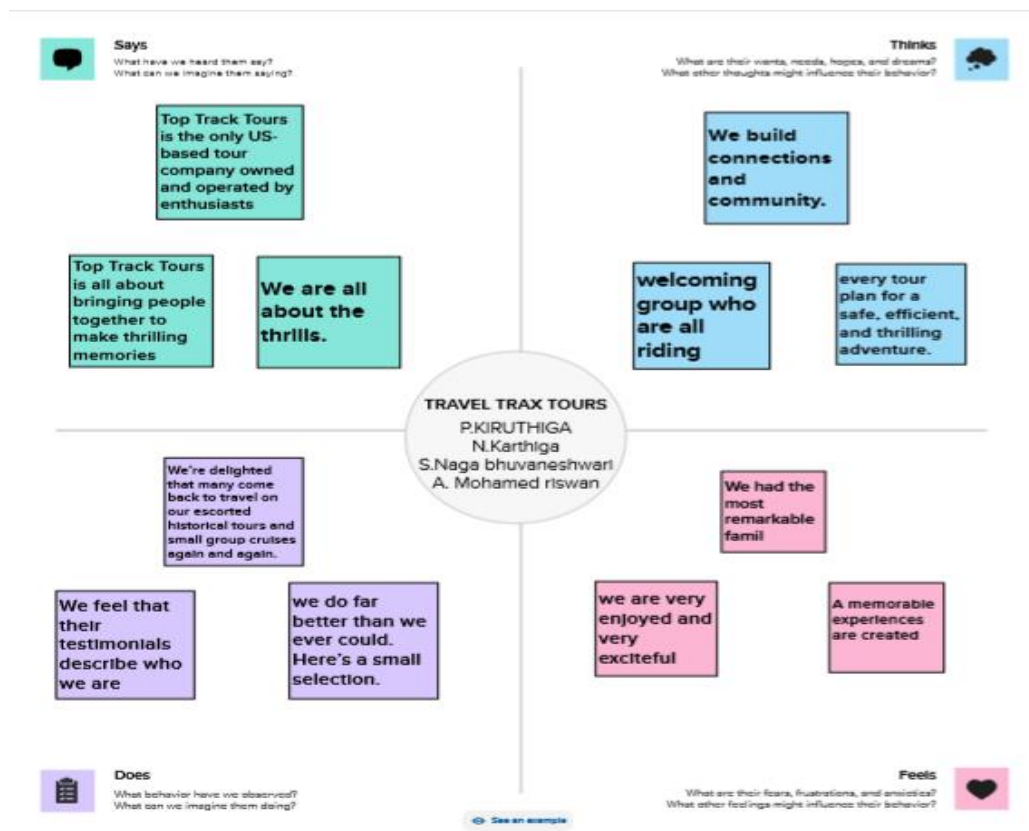 Says
What have we heard them say?
What can we imagine them saying?
Thinks
What are their wants, needs, hopes, and dreams?
What other thoughts might influence their behavior?
Top Track Tours
is the only US-
based tour
company owned
and operated by
enthusiasts
We build
connections
and
community.
Top Track Tours
is all about
bringing people
together to
make thrilling
memories
We are all
about the
thrills.
welcoming
group who
are all
riding
every tour
plan for a
safe, efficient,
and thrilling
adventure.
TRAVEL TRAX TOURS
P.KIRUTHIGA
N.Karthiga
S.Naga bhuvaneshwari
A. Mohamed riswan
We're delighted
that many come
back to travel on
our escorted
historical tours and
small group cruises
again and again.
We had the
most
remarkable
famil
We feel that
their
testimonials
describe who
we are
we do far
better than we
ever could.
Here's a small
selection.
we are very
enjoyed and
very
exciteful
A memorable
experiences
are created
Does
What behavior have we observed?
What can we imagine them doing?
Feels
What are their fears, frustrations, and anxieties?
What other feelings might influence their behavior?
See an example